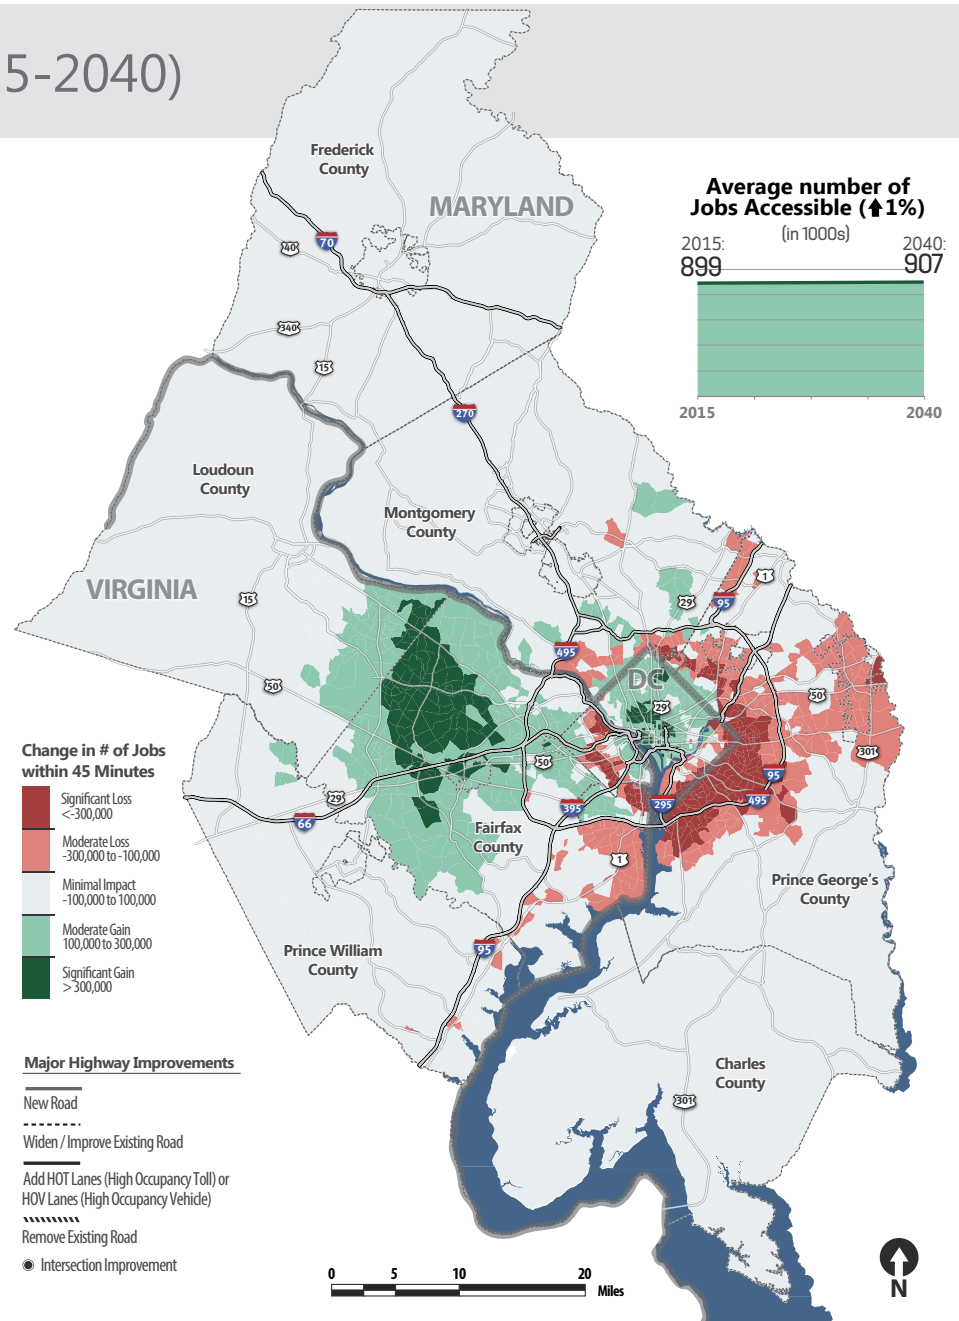 5-2040)
Frederick
County
MARYLAND
Average number of
Jobs Accessible (⬆1%)
(in 1000s)
2015:
899
2040:
907
2015
2040
70
40
340
15
270
Loudoun
County
Montgomery
County
VIRGINIA
15
1
29
95
495
DC
50
29
50
301
50
29
66
395
295
95
495
Fairfax
County
1
Prince George's
County
Prince William
County
95
Charles
County
301
Change in # of Jobs
within 45 Minutes
Significant Loss
<-300,000
Moderate Loss
-300,000 to -100,000
Minimal Impact
-100,000 to 100,000
Moderate Gain
100,000 to 300,000
Significant Gain
> 300,000
Major Highway Improvements
New Road
Widen / Improve Existing Road
Add HOT Lanes (High Occupancy Toll) or
HOV Lanes (High Occupancy Vehicle)
Remove Existing Road
Intersection Improvement
0 5 10 20
Miles
N